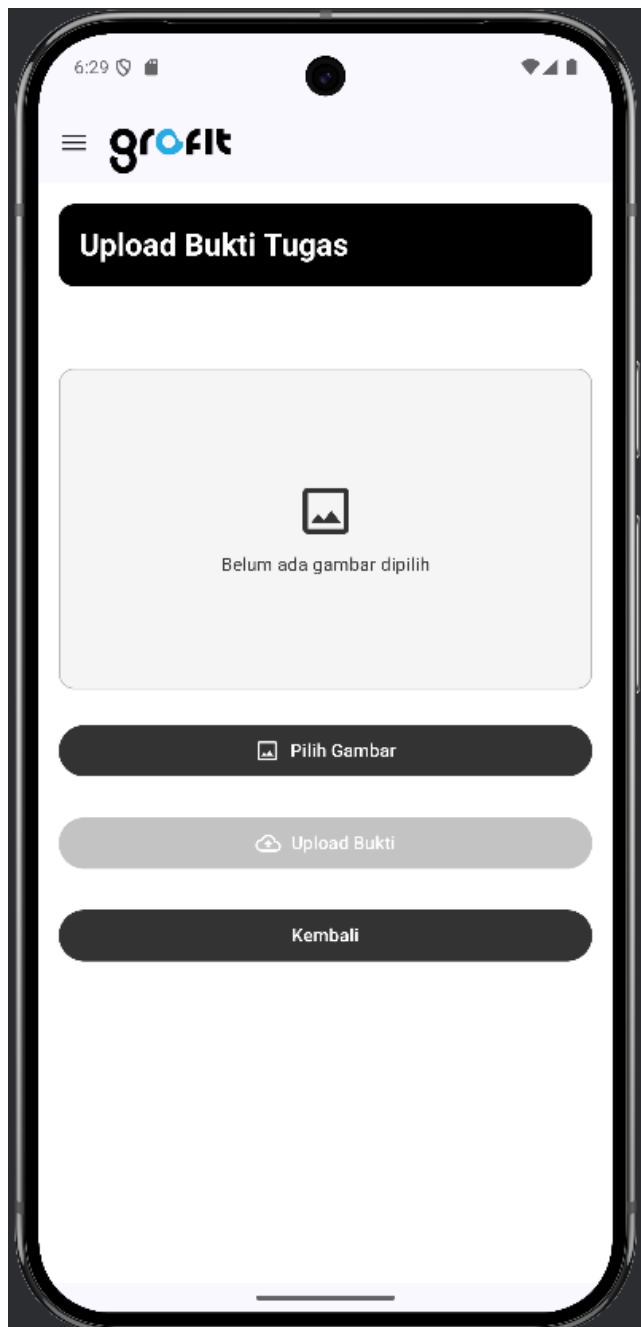 6:29
grofit
Upload Bukti Tugas
Belum ada gambar dipilih
Pilih Gambar
Upload Bukti
Kembali